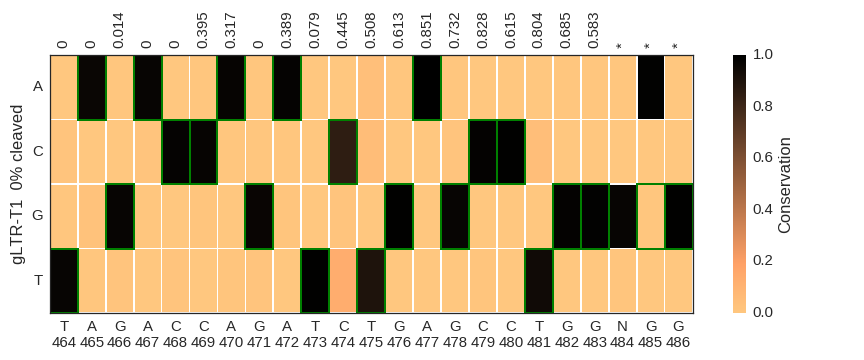 0 0 0.014 0 0 0.395 0.317 0 0.389 0.079 0.445 0.508 0.613 0.851 0.732 0.828 0.615 0.804 0.685 0.583 * * *
gLTR-T1 0% cleaved
A
C
G
T
T A G A C C A G A T C T G A G C C T G G N G G
464 465 466 467 468 469 470 471 472 473 474 475 476 477 478 479 480 481 482 483 484 485 486
1.0
0.8
0.6
0.4
0.2
0.0
Conservation